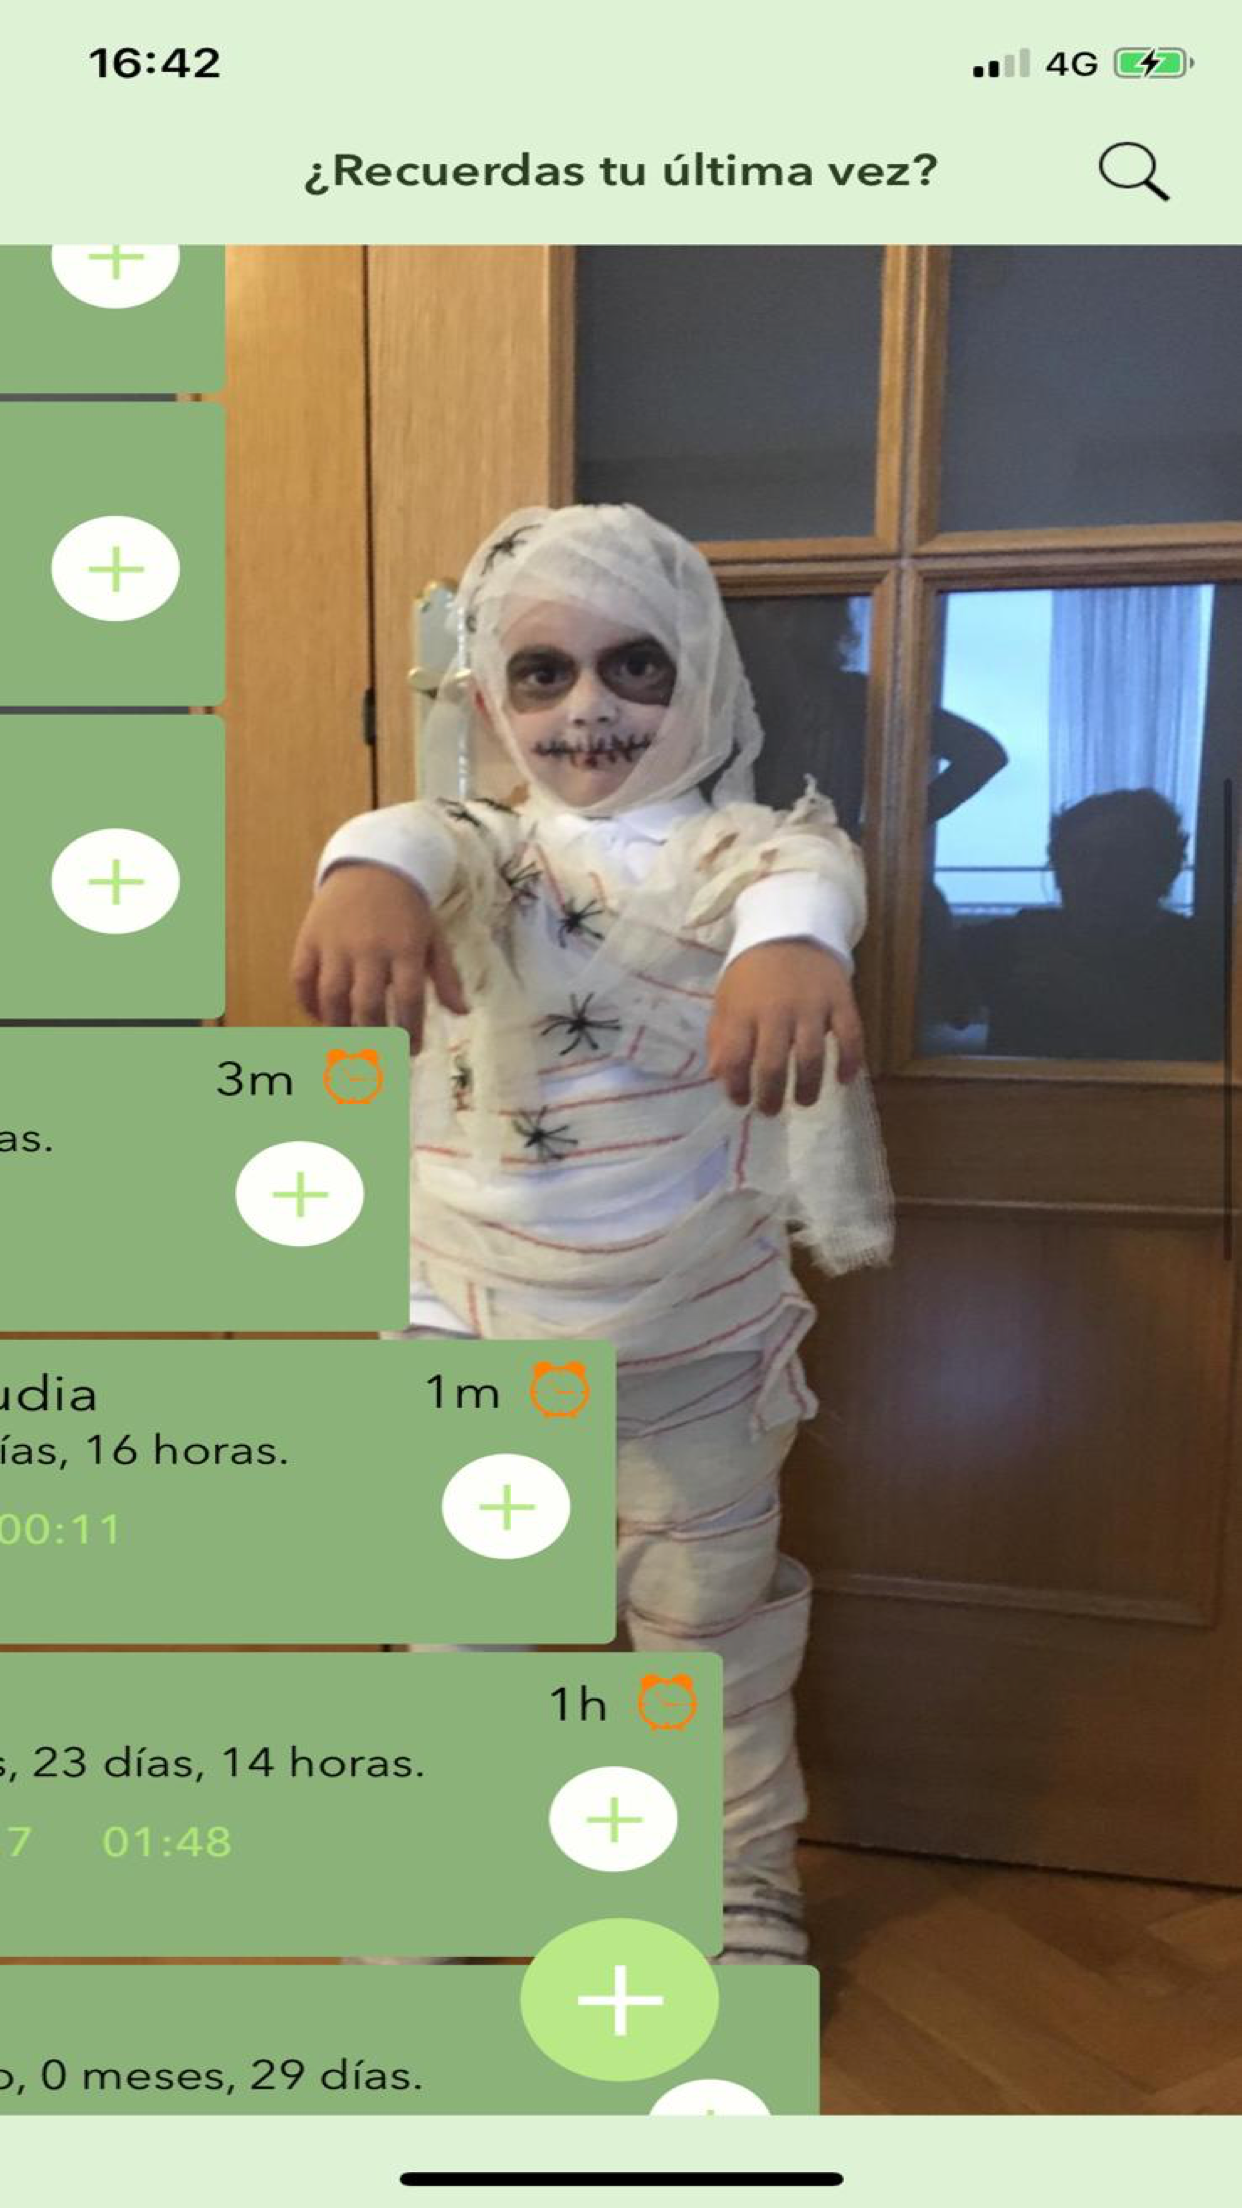 16:42
4G
¿Recuerdas tu última vez?
3m
as.
udia
1m
ías, 16 horas.
00:11
1h
s, 23 días, 14 horas.
7 01:48
o, 0 meses, 29 días.